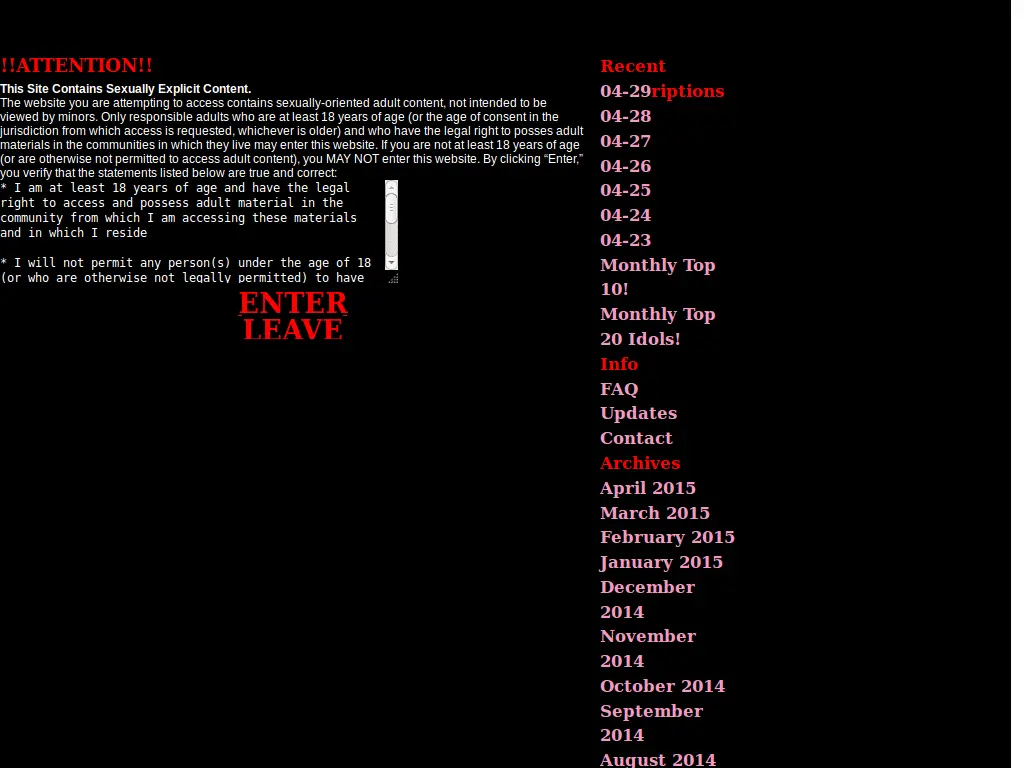 !!ATTENTION!!
This Site Contains Sexually Explicit Content.
The website you are attempting to access contains sexually-oriented adult content, not intended to be
viewed by minors. Only responsible adults who are at least 18 years of age (or the age of consent in the
jurisdiction from which access is requested, whichever is older) and who have the legal right to posses adult
materials in the communities in which they live may enter this website. If you are not at least 18 years of age
(or are otherwise not permitted to access adult content), you MAY NOT enter this website. By clicking “Enter,”
you verify that the statements listed below are true and correct:
* I am at least 18 years of age and have the legal
right to access and possess adult material in the
community from which I am accessing these materials
and in which I reside
* I will not permit any person(s) under the age of 18
(or who are otherwise not legally permitted) to have
ENTER
LEAVE
Recent
04-29riptions
04-28
04-27
04-26
04-25
04-24
04-23
Monthly Top
10!
Monthly Top
20 Idols!
Info
FAQ
Updates
Contact
Archives
April 2015
March 2015
February 2015
January 2015
December
2014
November
2014
October 2014
September
2014
August 2014